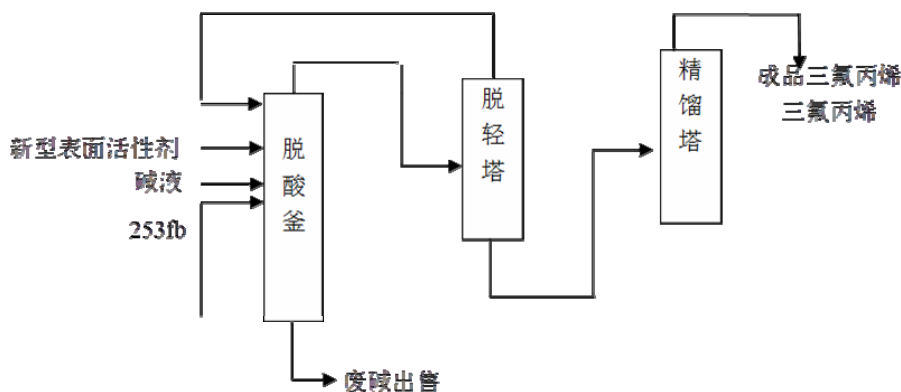 新型表面活性剂
碱液
253fb
脱酸釜
脱轻塔
精馏塔
成品三氟丙烯
三氟丙烯
废碱出售